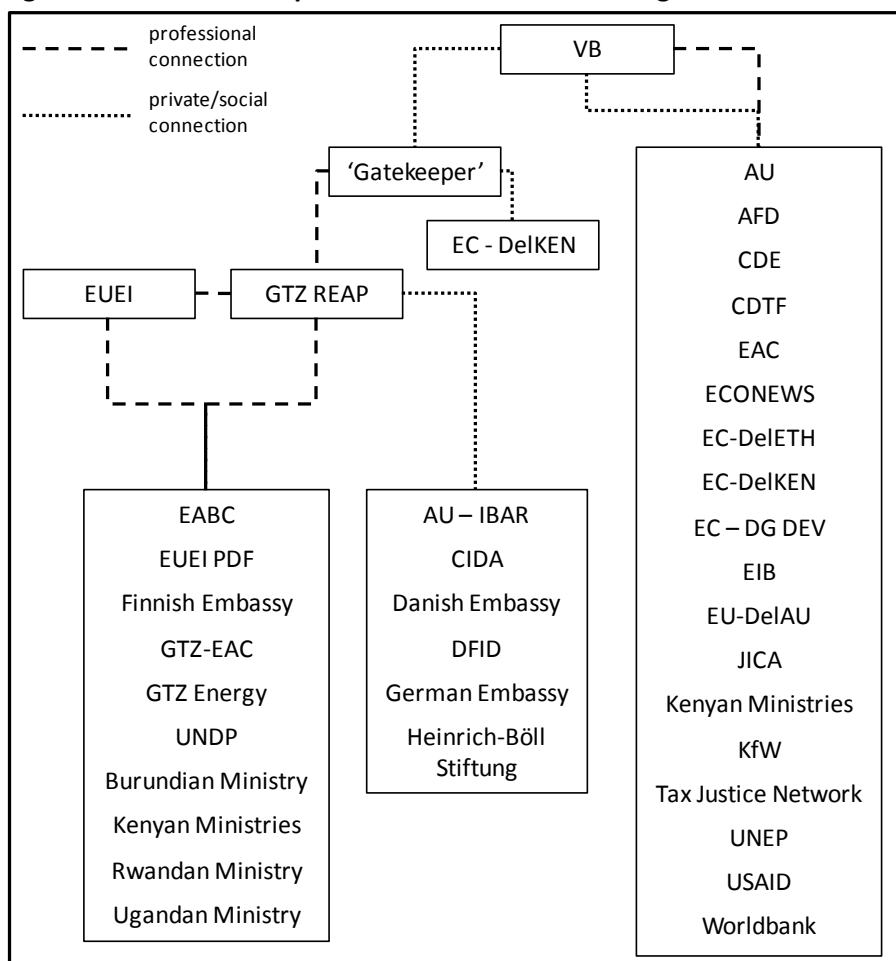 professional
connection
private/social
connection
VB
'Gatekeeper'
EC - DelKEN
EUEI
GTZ REAP
EABC
EUEI PDF
Finnish Embassy
GTZ-EAC
GTZ Energy
UNDP
Burundian Ministry
Kenyan Ministries
Rwandan Ministry
Ugandan Ministry
AU – IBAR
CIDA
Danish Embassy
DFID
German Embassy
Heinrich-Böll
Stiftung
AU
AFD
CDE
CDTF
EAC
ECONEWS
EC-DelETH
EC-DelKEN
EC – DG DEV
EIB
EU-DelAU
JICA
Kenyan Ministries
KfW
Tax Justice Network
UNEP
USAID
Worldbank